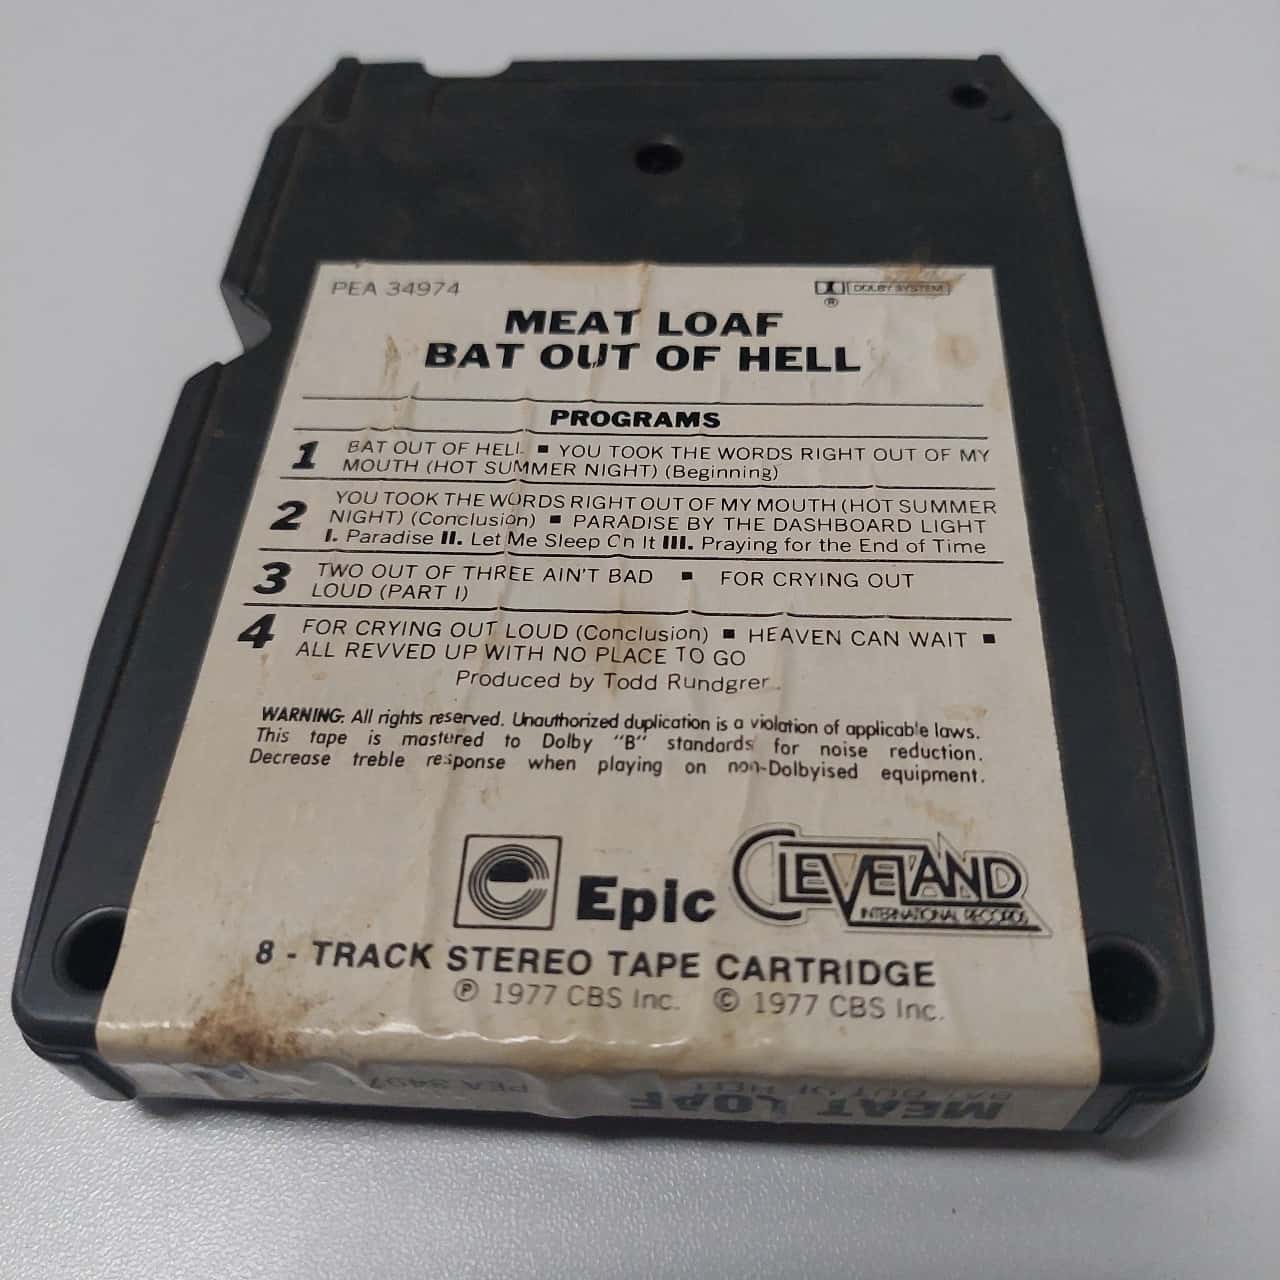 PEA 34974
DOLBY SYSTEM
®
MEAT LOAF
BAT OUT OF HELL
PROGRAMS
1 BAT OUT OF HELL ■ YOU TOOK THE WORDS RIGHT OUT OF MY
MOUTH (HOT SUMMER NIGHT) (Beginning)
2 YOU TOOK THE WORDS RIGHT OUT OF MY MOUTH (HOT SUMMER
NIGHT) (Conclusion) ■ PARADISE BY THE DASHBOARD LIGHT
I. Paradise II. Let Me Sleep On It III. Praying for the End of Time
3 TWO OUT OF THREE AIN'T BAD ■ FOR CRYING OUT
LOUD (PART I)
4 FOR CRYING OUT LOUD (Conclusion) ■ HEAVEN CAN WAIT ■
ALL REVVED UP WITH NO PLACE TO GO
Produced by Todd Rundgren
WARNING: All rights reserved. Unauthorized duplication is a violation of applicable laws.
This tape is mastered to Dolby "B" standards for noise reduction.
Decrease treble response when playing on non-Dolbyised equipment.
Epic
CLEVELAND
INTERNATIONAL RECORDS
8 - TRACK STEREO TAPE CARTRIDGE
℗ 1977 CBS Inc. © 1977 CBS Inc.
MEAT LOAF
BAT OUT OF HELL
PEA 34974